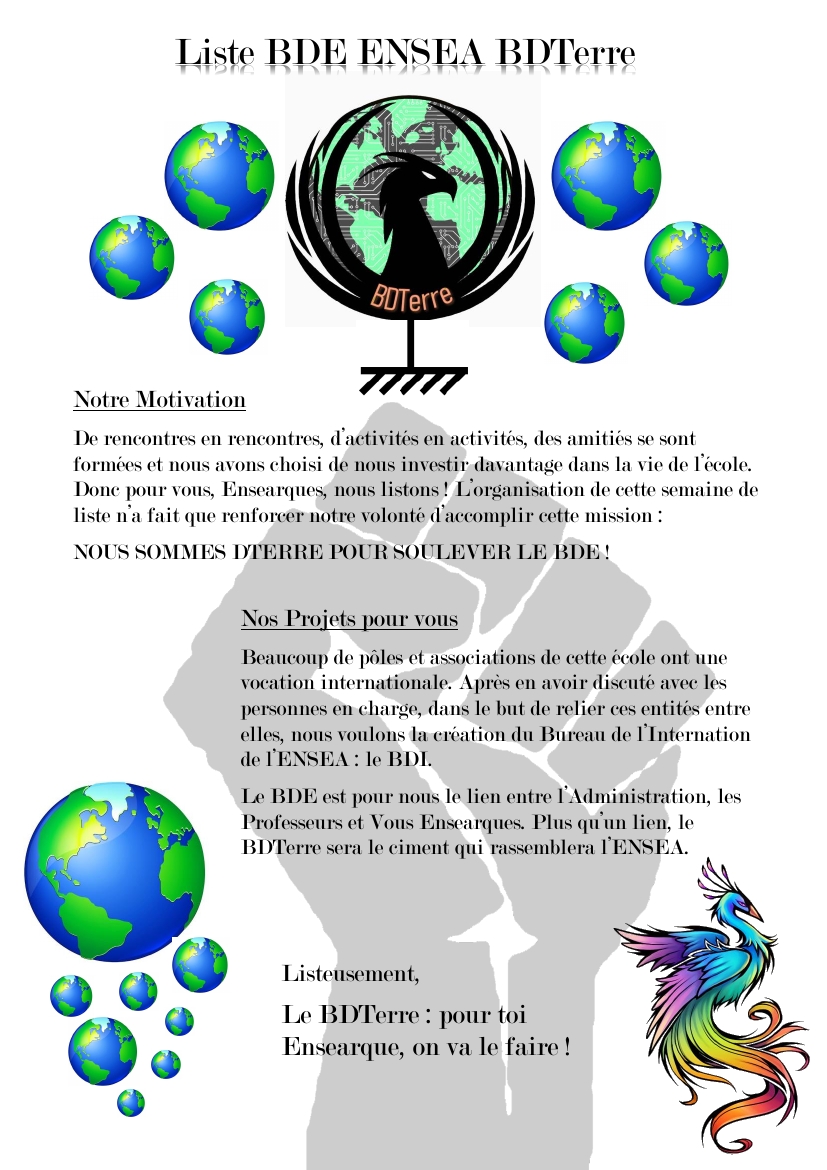 Liste BDE ENSEA BDTerre
BDTerre
Notre Motivation
De rencontres en rencontres, d'activités en activités, des amitiés se sont
formées et nous avons choisi de nous investir davantage dans la vie de l'école.
Donc pour vous, Ensearques, nous listons ! L'organisation de cette semaine de
liste n'a fait que renforcer notre volonté d'accomplir cette mission :
NOUS SOMMES DTERRE POUR SOULEVER LE BDE !
Nos Projets pour vous
Beaucoup de pôles et associations de cette école ont une
vocation internationale. Après en avoir discuté avec les
personnes en charge, dans le but de relier ces entités entre
elles, nous voulons la création du Bureau de l'Internation
de l'ENSEA : le BDI.
Le BDE est pour nous le lien entre l'Administration, les
Professeurs et Vous Ensearques. Plus qu'un lien, le
BDTerre sera le ciment qui rassemblera l'ENSEA.
Listeusement,
Le BDTerre : pour toi
Ensearque, on va le faire !